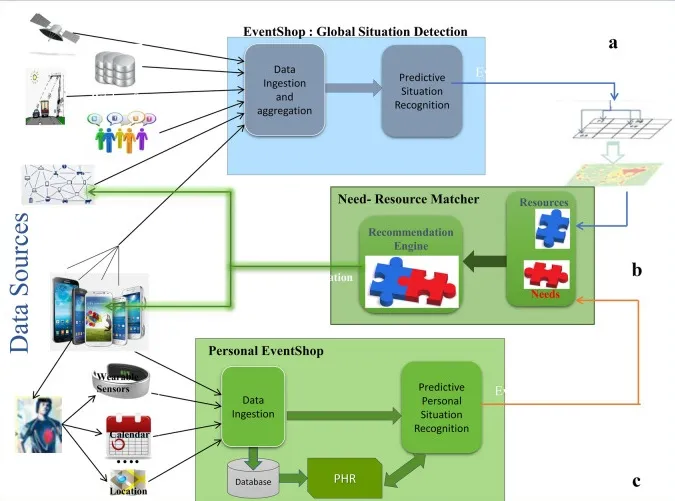 EventShop : Global Situation Detection
a
Data
Ingestion
and
aggregation
Predictive
Situation
Recognition
Data Sources
Need- Resource Matcher
Resources
Recommendation
Engine
Needs
b
Personal EventShop
Wearable
Sensors
Data
Ingestion
Predictive
Personal
Situation
Recognition
Calendar
Database
PHR
Location
c